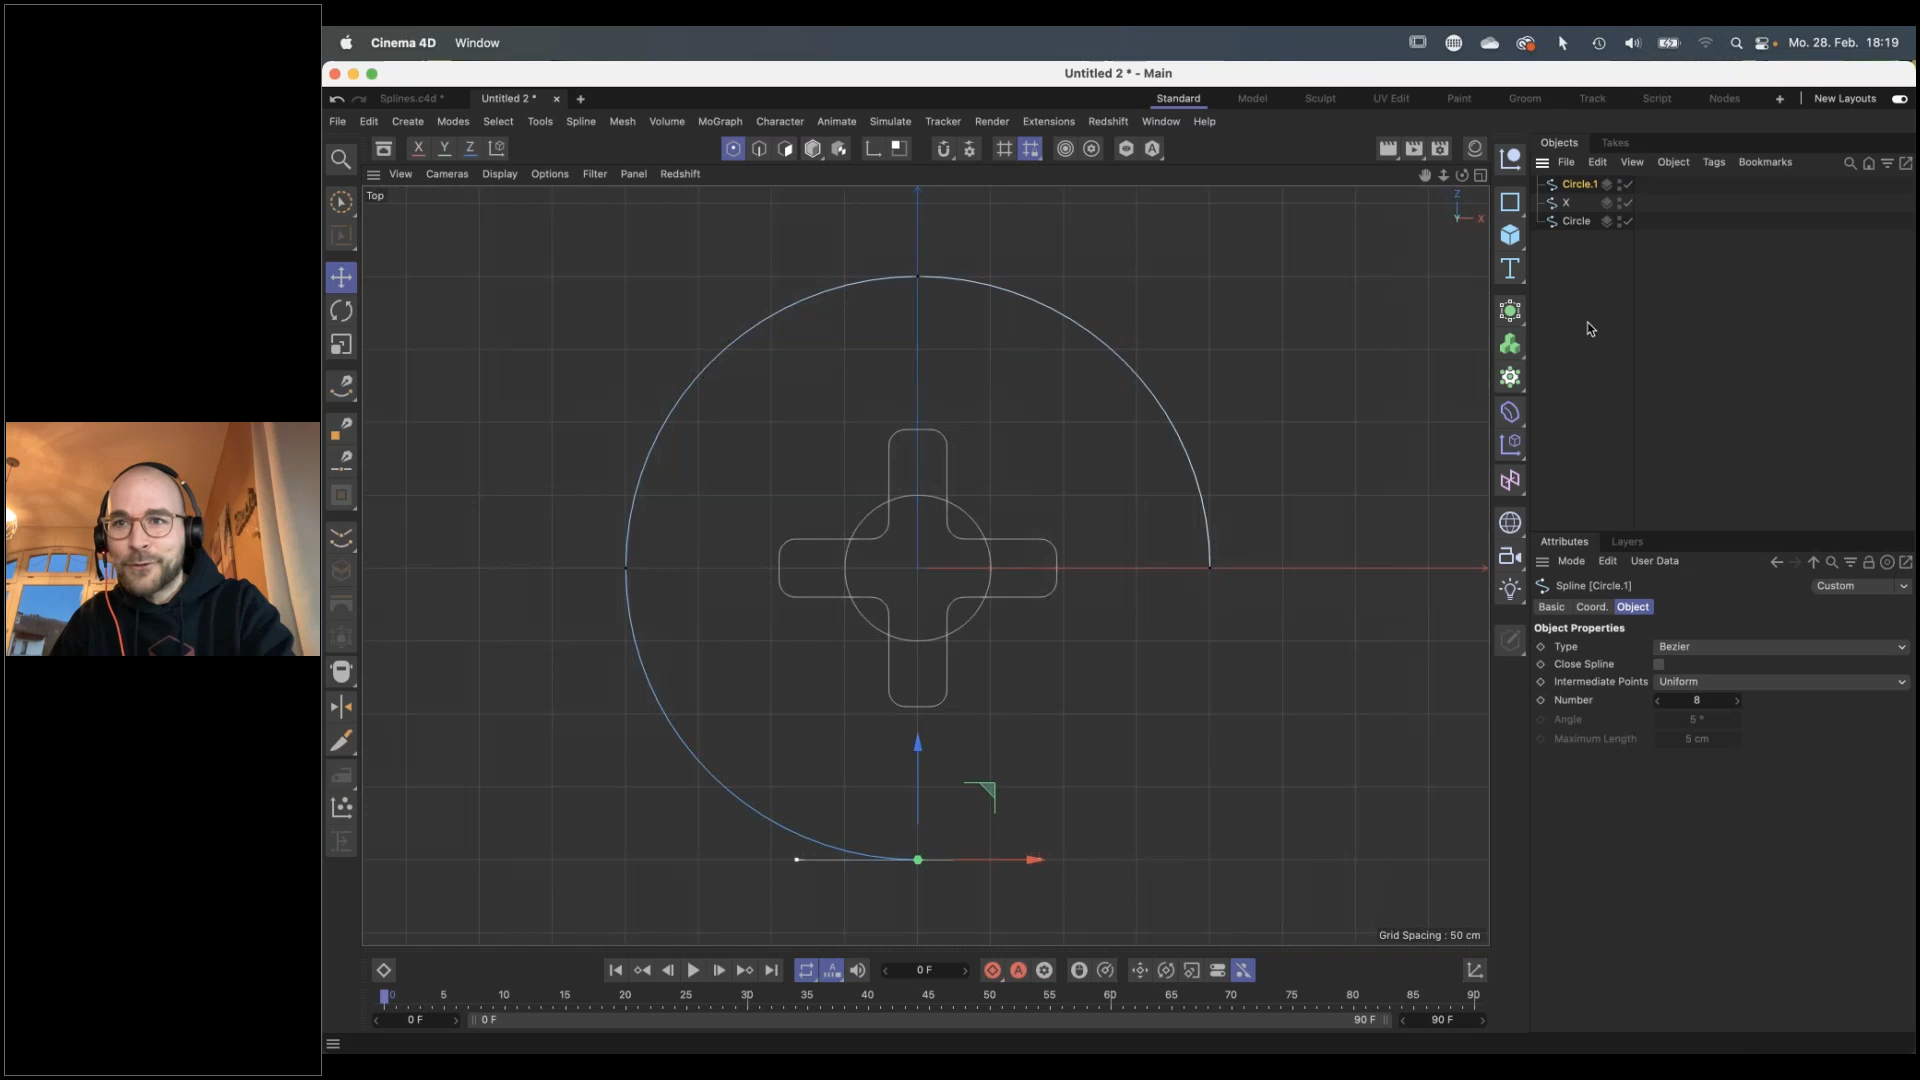 Cinema 4D Window Mo. 28. Feb. 18:19
Untitled 2 * - Main
Splines.c4d * Untitled 2 * Standard Model Sculpt UV Edit Paint Groom Track Script Nodes New Layouts
File Edit Create Modes Select Tools Spline Mesh Volume MoGraph Character Animate Simulate Tracker Render Extensions Redshift Window Help
Objects Takes
X Y Z
File Edit View Object Tags Bookmarks
View Cameras Display Options Filter Panel Redshift
Circle.1
Top
Z
Y X
X
Circle
Attributes Layers
Mode Edit User Data
Spline [Circle.1] Custom
Basic Coord. Object
Object Properties
Type Bezier
Close Spline
Intermediate Points Uniform
Number 8
Angle 5 °
Maximum Length 5 cm
Grid Spacing : 50 cm
0 F
0 5 10 15 20 25 30 35 40 45 50 55 60 65 70 75 80 85 90
0 F 0 F 90 F 90 F